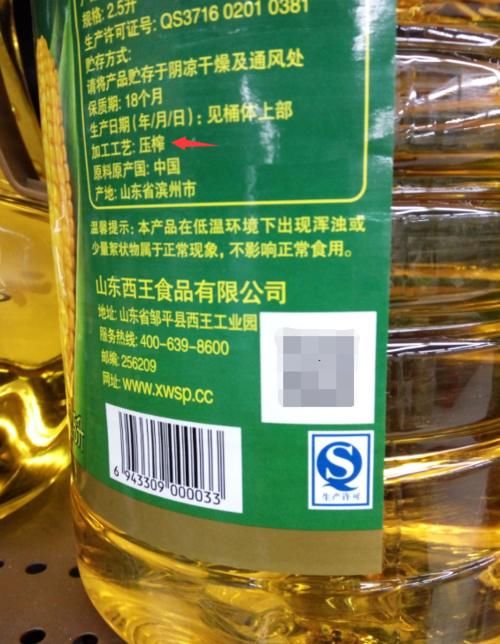 规格: 2.5升
生产许可证号: QS3716 0201 0381
贮存方式:
请将产品贮存于阴凉干燥及通风处
保质期: 18个月
生产日期(年/月/日): 见桶体上部
加工工艺: 压榨
原料原产国: 中国
产地: 山东省滨州市
温馨提示: 本产品在低温环境下出现浑浊或
少量絮状物属于正常现象, 不影响正常食用。
山东西王食品有限公司
地址: 山东省邹平县西王工业园
服务热线: 400-639-8600
邮编: 256209
网址: www.xwsp.cc
6 943309 000033
生产许可
升